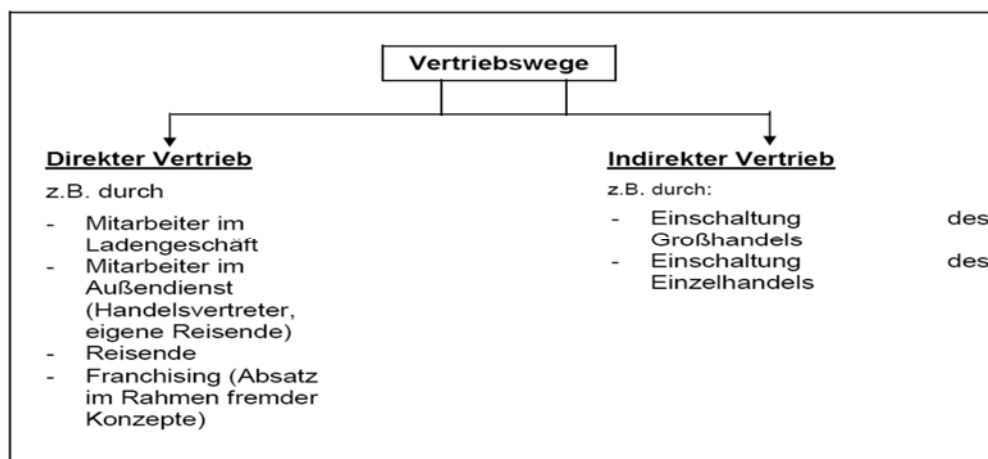 Vertriebswege
Direkter Vertrieb
z.B. durch
- Mitarbeiter im
Ladengeschäft
- Mitarbeiter im
Außendienst
(Handelsvertreter,
eigene Reisende)
- Reisende
- Franchising (Absatz
im Rahmen fremder
Konzepte)
Indirekter Vertrieb
z.B. durch:
- Einschaltung des
Großhandels
- Einschaltung des
Einzelhandels